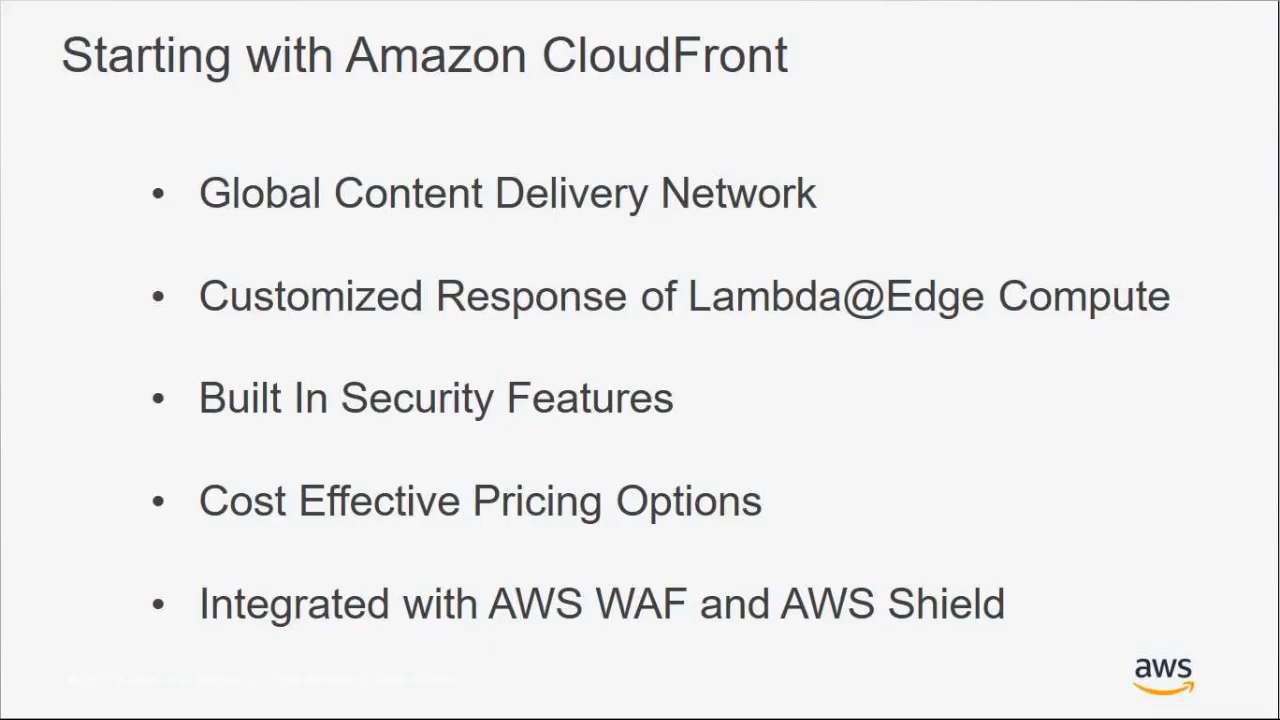 Starting with Amazon CloudFront
• Global Content Delivery Network
• Customized Response of Lambda@Edge Compute
• Built In Security Features
• Cost Effective Pricing Options
• Integrated with AWS WAF and AWS Shield
aws